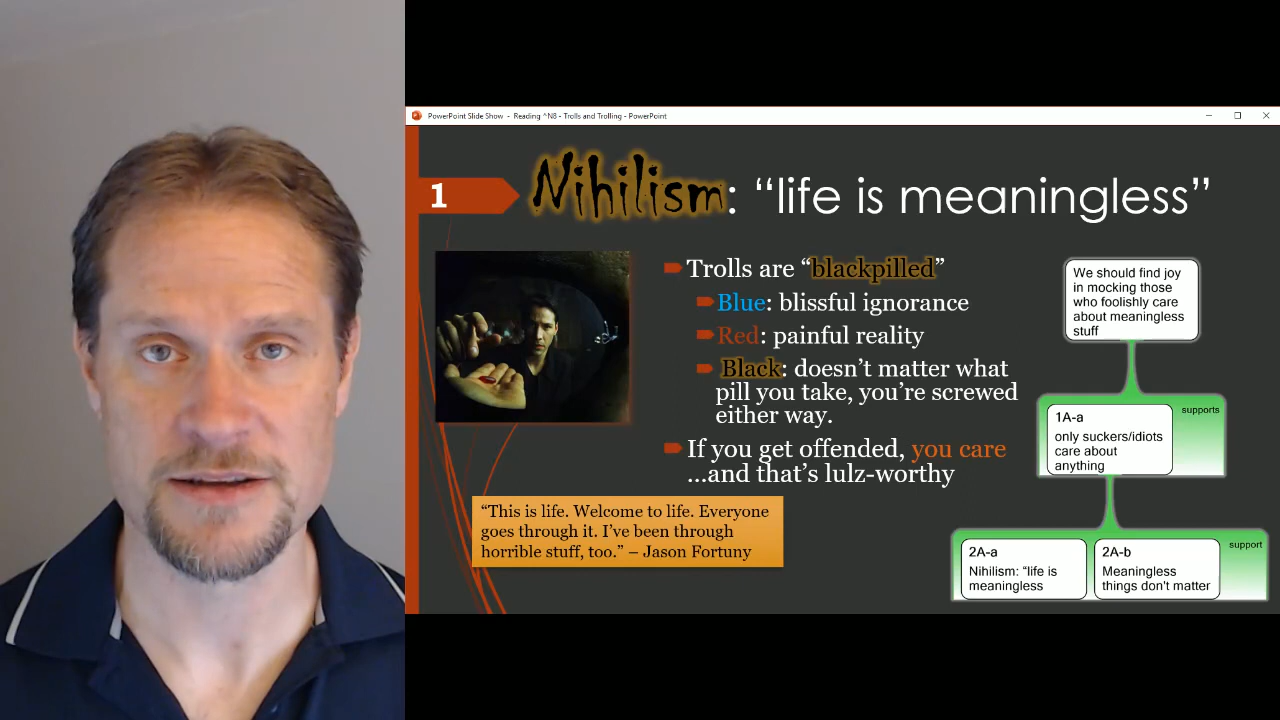 PowerPoint Slide Show - Reading ^N8 - Trolls and Trolling - PowerPoint
1
Nihilism: “life is meaningless”
Trolls are “blackpilled”
Blue: blissful ignorance
Red: painful reality
Black: doesn’t matter what
pill you take, you’re screwed
either way.
If you get offended, you care
...and that’s lulz-worthy
“This is life. Welcome to life. Everyone
goes through it. I’ve been through
horrible stuff, too.” – Jason Fortuny
We should find joy
in mocking those
who foolishly care
about meaningless
stuff
supports
1A-a
only suckers/idiots
care about
anything
support
2A-a
Nihilism: “life is
meaningless
2A-b
Meaningless
things don't matter